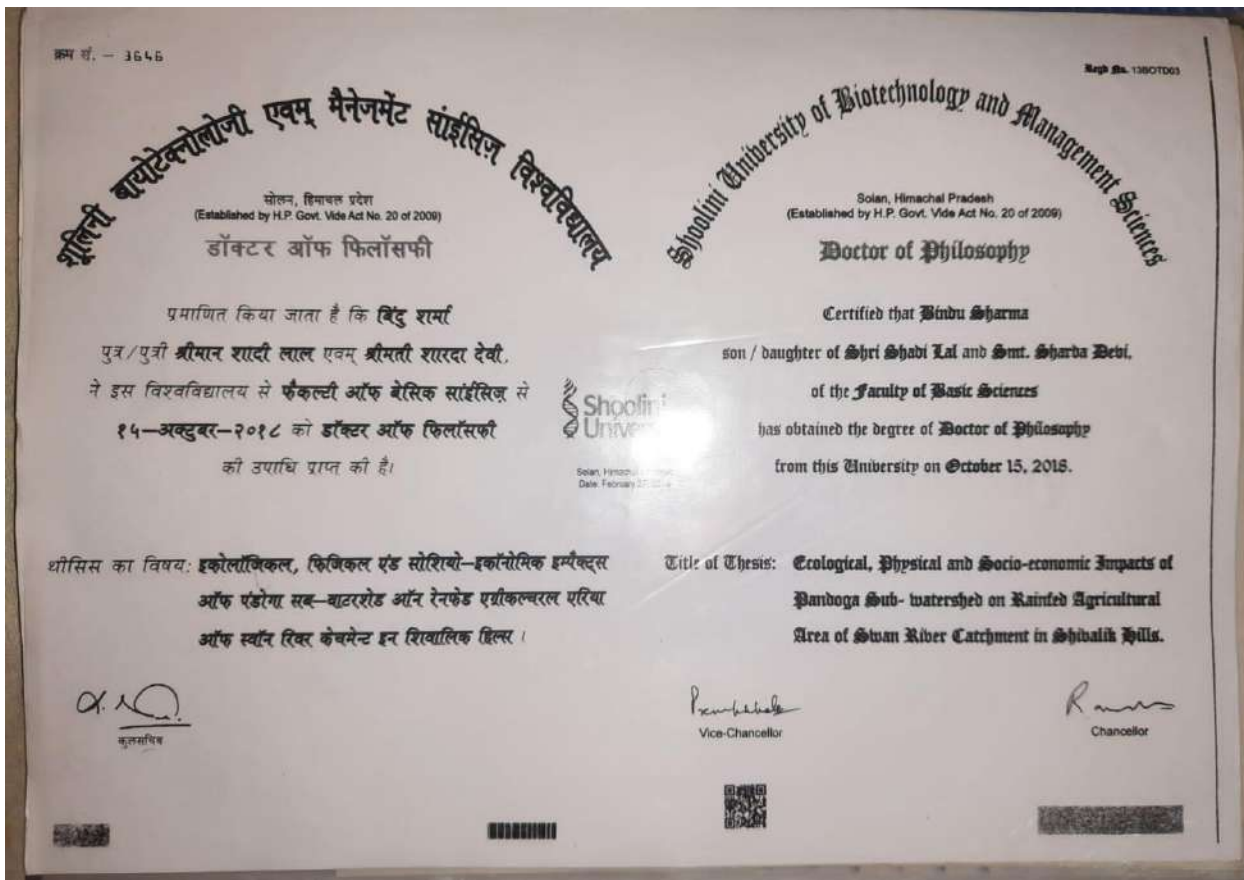 क्रम सं. – 3646
शूलिनी बायोटेक्नोलोजी एवम् मैनेजमेंट सांईसिज़ विश्वविद्यालय
सोलन, हिमाचल प्रदेश
(Established by H.P. Govt. Vide Act No. 20 of 2009)
डॉक्टर ऑफ फिलॉसफी
प्रमाणित किया जाता है कि बिंदु शर्मा
पुत्र/पुत्री श्रीमान शादी लाल एवम् श्रीमती शारदा देवी,
ने इस विश्वविद्यालय से फैकल्टी ऑफ बेसिक सांईसिज़ से
१५–अक्टुबर–२०१८ को डॉक्टर ऑफ फिलॉसफी
की उपाधि प्राप्त की है।
थीसिस का विषय: इकोलॉजिकल, फिजिकल एंड सोशियो–इकॉनोमिक इम्पैक्ट्स
ऑफ पंडोगा सब–वाटरशेड ऑन रेनफेड एग्रीकल्चरल एरिया
ऑफ स्वॉन रिवर केचमेन्ट इन शिवालिक हिल्स।
कुलसचिव
Shoolini
Solan,
Date: February
Regd No. 13BOTD03
Shoolini University of Biotechnology and Management Sciences
Solan, Himachal Pradesh
(Established by H.P. Govt. Vide Act No. 20 of 2009)
Doctor of Philosophy
Certified that Bindu Sharma
son / daughter of Shri Shadi Lal and Smt. Sharda Devi,
of the Faculty of Basic Sciences
has obtained the degree of Doctor of Philosophy
from this University on October 15, 2018.
Title of Thesis: Ecological, Physical and Socio-economic Impacts of
Pandoga Sub- watershed on Rainfed Agricultural
Area of Swan River Catchment in Shivalik Hills.
Vice-Chancellor
Chancellor